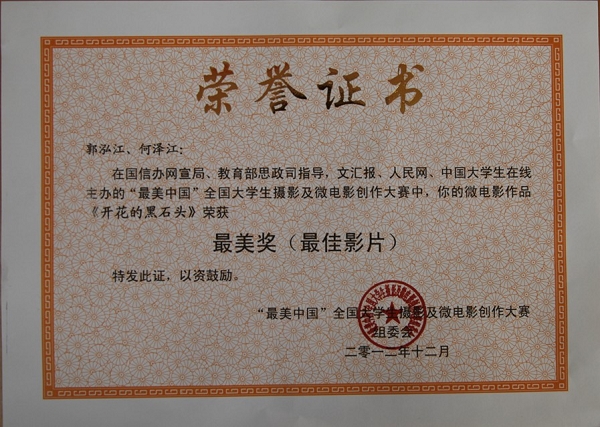 荣誉证书
郭泓江、何泽江：
在国信办网宣局、教育部思政司指导，文汇报、人民网、中国大学生在线
主办的“最美中国”全国大学生摄影及微电影创作大赛中，你的微电影作品
《开花的黑石头》荣获
最美奖（最佳影片）
特发此证，以资鼓励。
“最美中国”全国大学生摄影及微电影创作大赛
组委会
二零一二年十二月